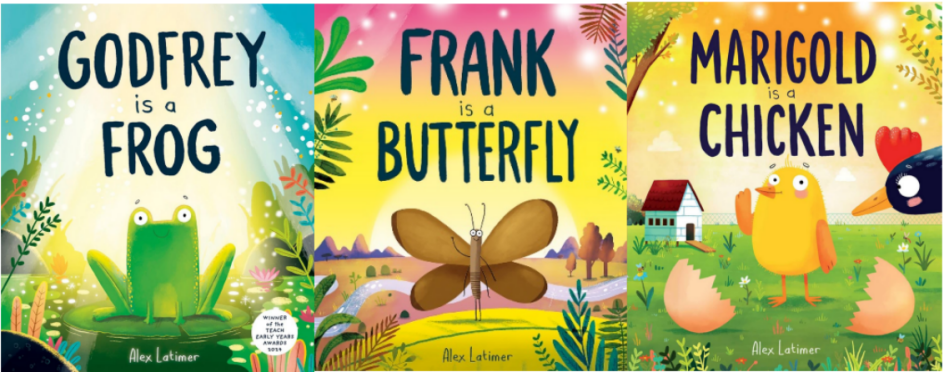 GODFREY
is a
FROG
WINNER
of the
TEACH
EARLY YEARS
AWARDS
2024
Alex Latimer
FRANK
is a
BUTTERFLY
Alex Latimer
MARIGOLD
is a
CHICKEN
Alex Latimer